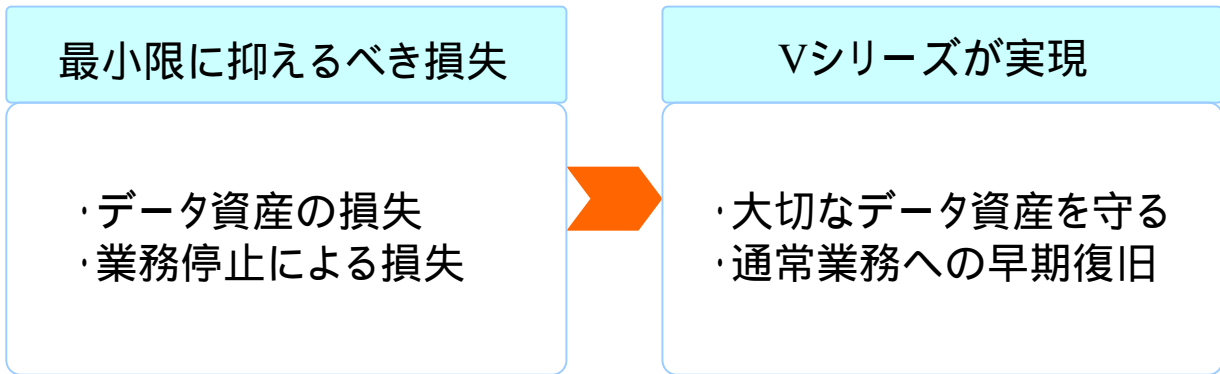 最小限に抑えるべき損失
・データ資産の損失
・業務停止による損失
Vシリーズが実現
・大切なデータ資産を守る
・通常業務への早期復旧